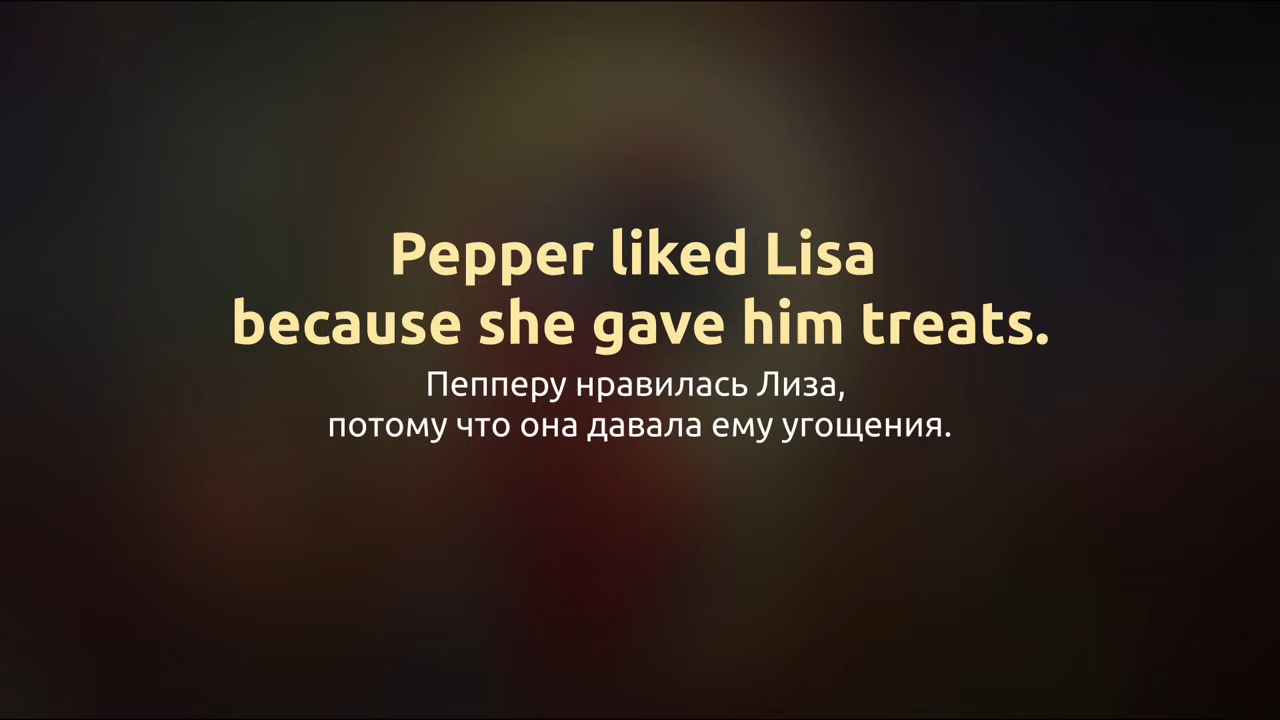 Pepper liked Lisa
because she gave him treats.
Пепперу нравилась Лиза,
потому что она давала ему угощения.